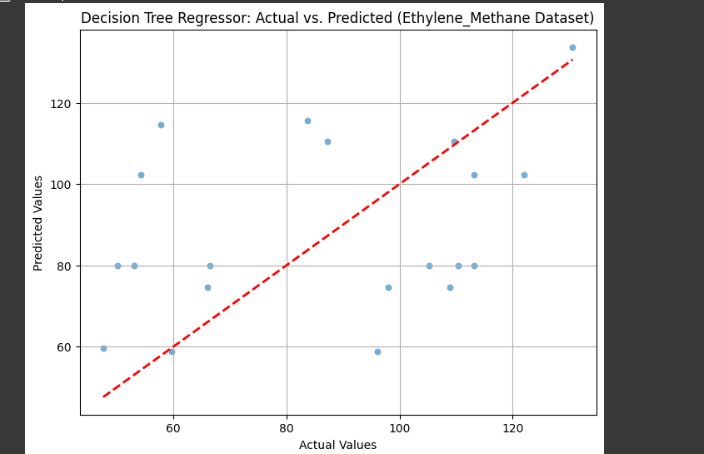 Decision Tree Regressor: Actual vs. Predicted (Ethylene_Methane Dataset)
Predicted Values
120
100
80
60
60 80 100 120
Actual Values